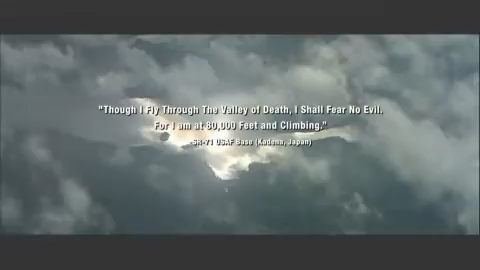 "Though I Fly Through The Valley of Death, I Shall Fear No Evil.
For I am at 80,000 Feet and Climbing."
-SR-71 USAF Base (Kadena, Japan)